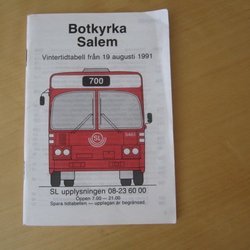 Botkyrka
Salem
Vintertidtabell från 19 augusti 1991
700
SL
SL upplysningen 08-23 60 00
Öppen 7.00 — 21.00
Spara tidtabellen — upplagan är begränsad.